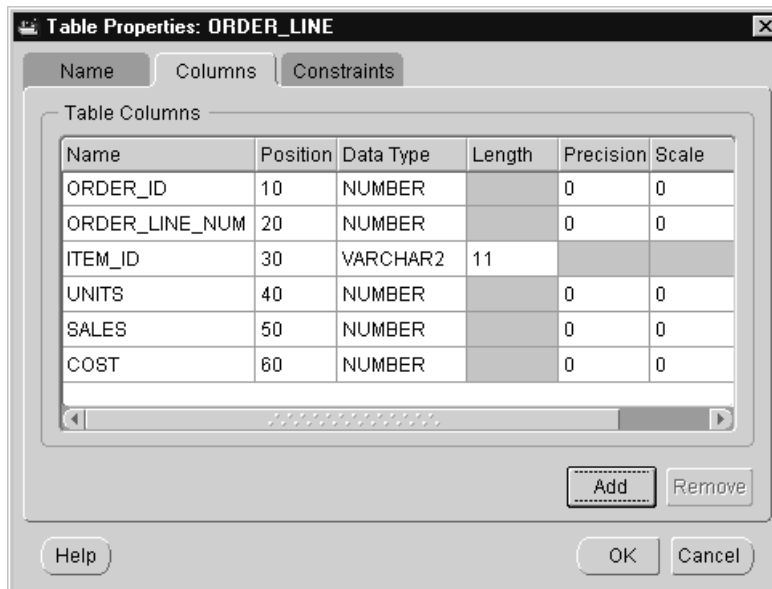 Table Properties: ORDER_LINE
Name Columns Constraints
Table Columns
Name Position Data Type Length Precision Scale
ORDER_ID 10 NUMBER 0 0
ORDER_LINE_NUM 20 NUMBER 0 0
ITEM_ID 30 VARCHAR2 11
UNITS 40 NUMBER 0 0
SALES 50 NUMBER 0 0
COST 60 NUMBER 0 0
Add Remove
Help OK Cancel